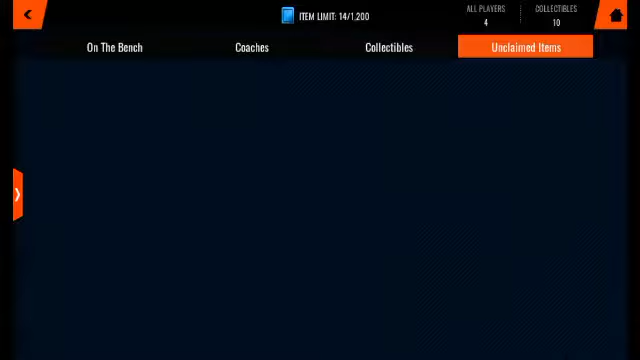 ITEM LIMIT: 14/1,200
ALL PLAYERS
4
COLLECTIBLES
10
On The Bench
Coaches
Collectibles
Unclaimed Items